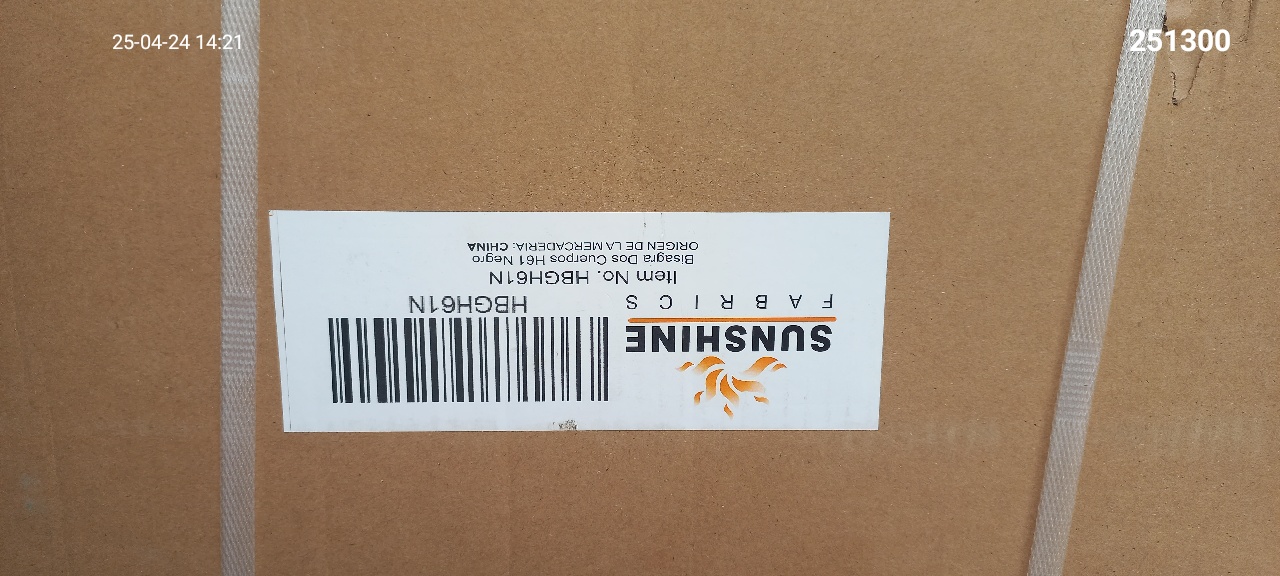 25-04-24 14:21
251300
SUNSHINE
FABRICS
HBGH61N
Item No. HBGH61N
Bisagra Dos Cuerpos H61 Negro
ORIGEN DE LA MERCADERIA: CHINA